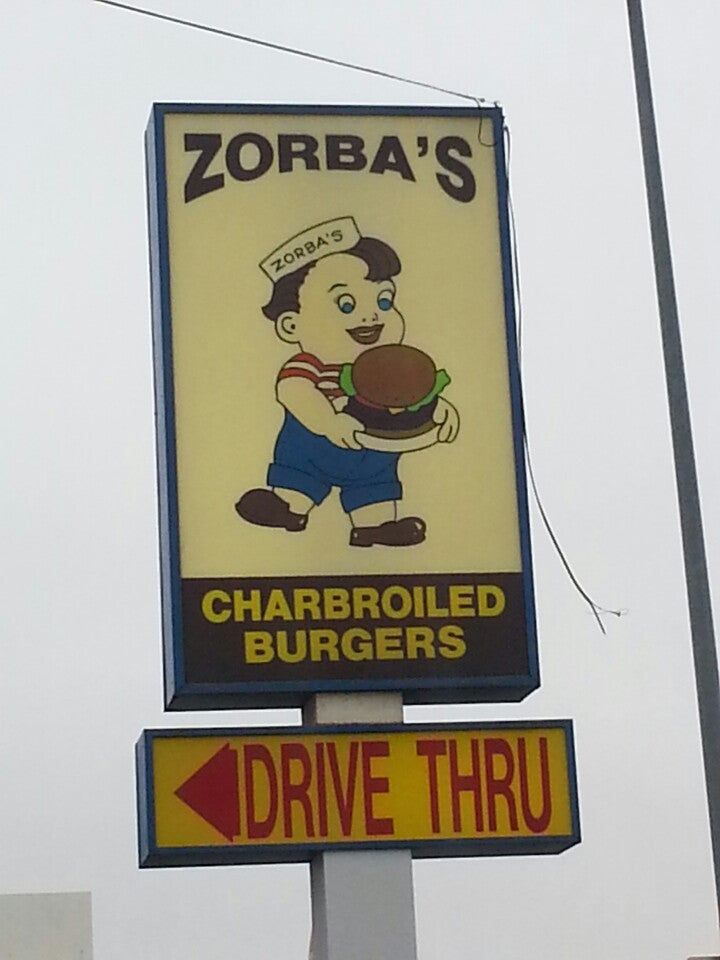 ZORBA'S
ZORBA'S
CHARBROILED
BURGERS
DRIVE THRU